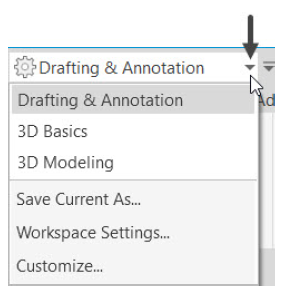 Drafting & Annotation
Drafting & Annotation
3D Basics
3D Modeling
Save Current As...
Workspace Settings...
Customize...